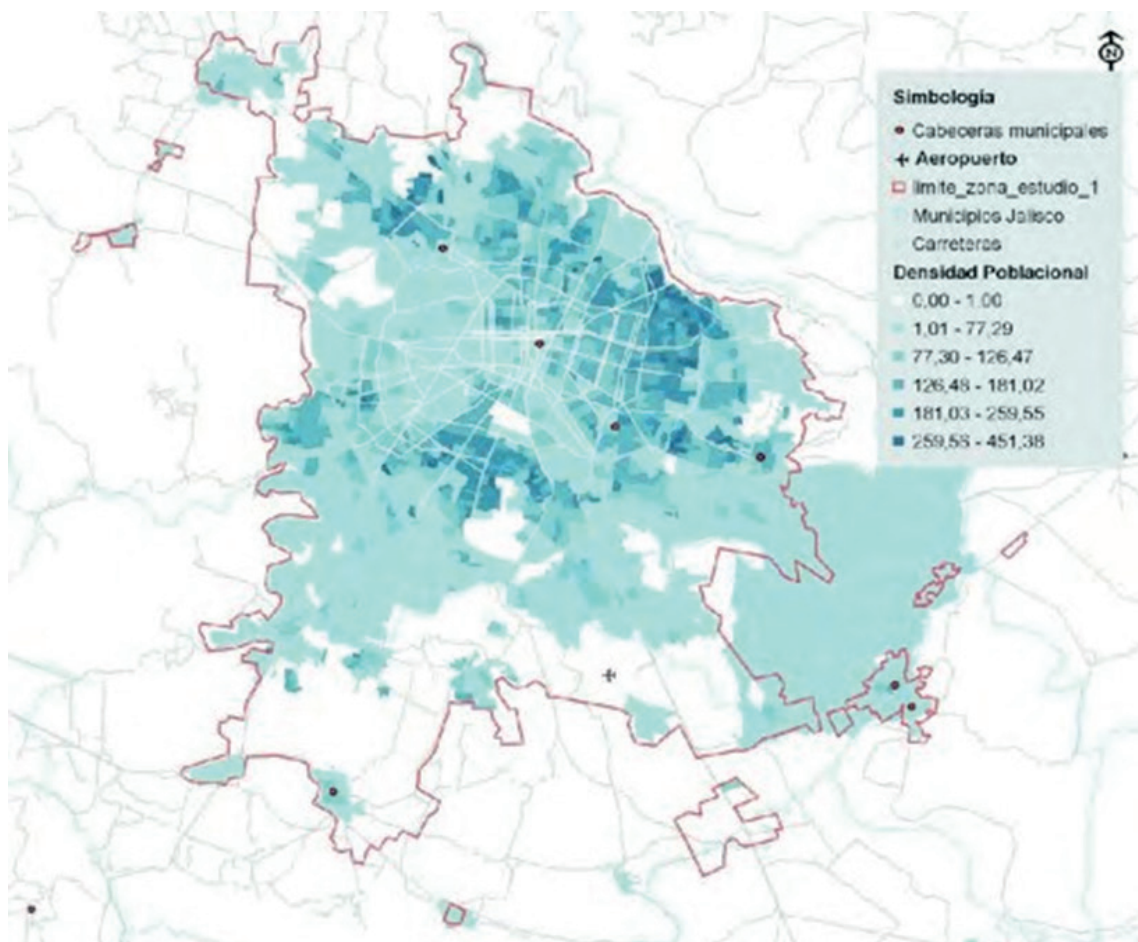 N
Simbología
Cabeceras municipales
Aeropuerto
limite_zona_estudio_1
Municipios Jalisco
Carreteras
Densidad Poblacional
0,00 - 1,00
1,01 - 77,29
77,30 - 126,47
126,48 - 181,02
181,03 - 259,55
259,56 - 451,38